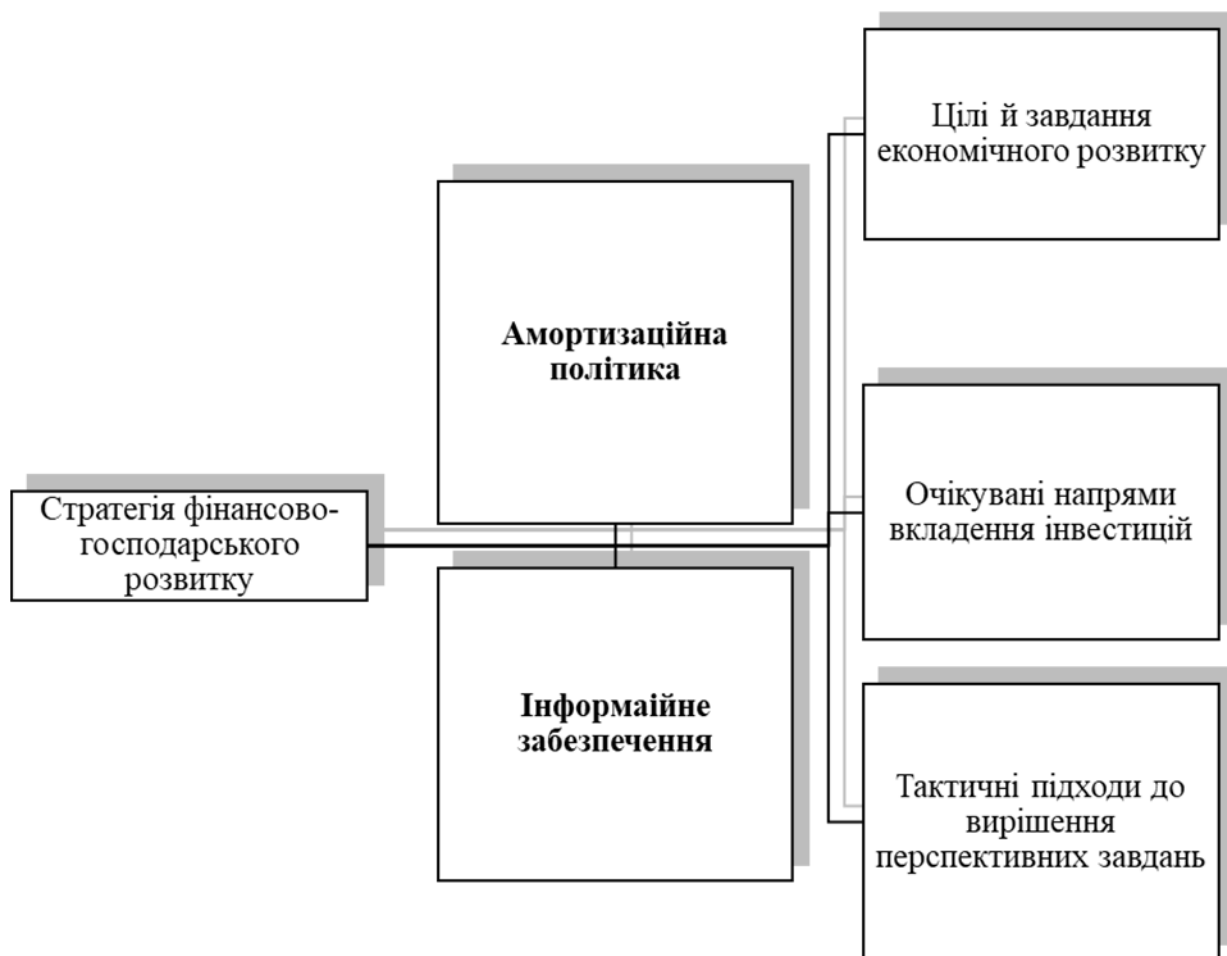 Стратегія фінансово-
господарського
розвитку
Амортизаційна
політика
Інформаійне
забезпечення
Цілі й завдання
економічного розвитку
Очікувані напрями
вкладення інвестицій
Тактичні підходи до
вирішення
перспективних завдань